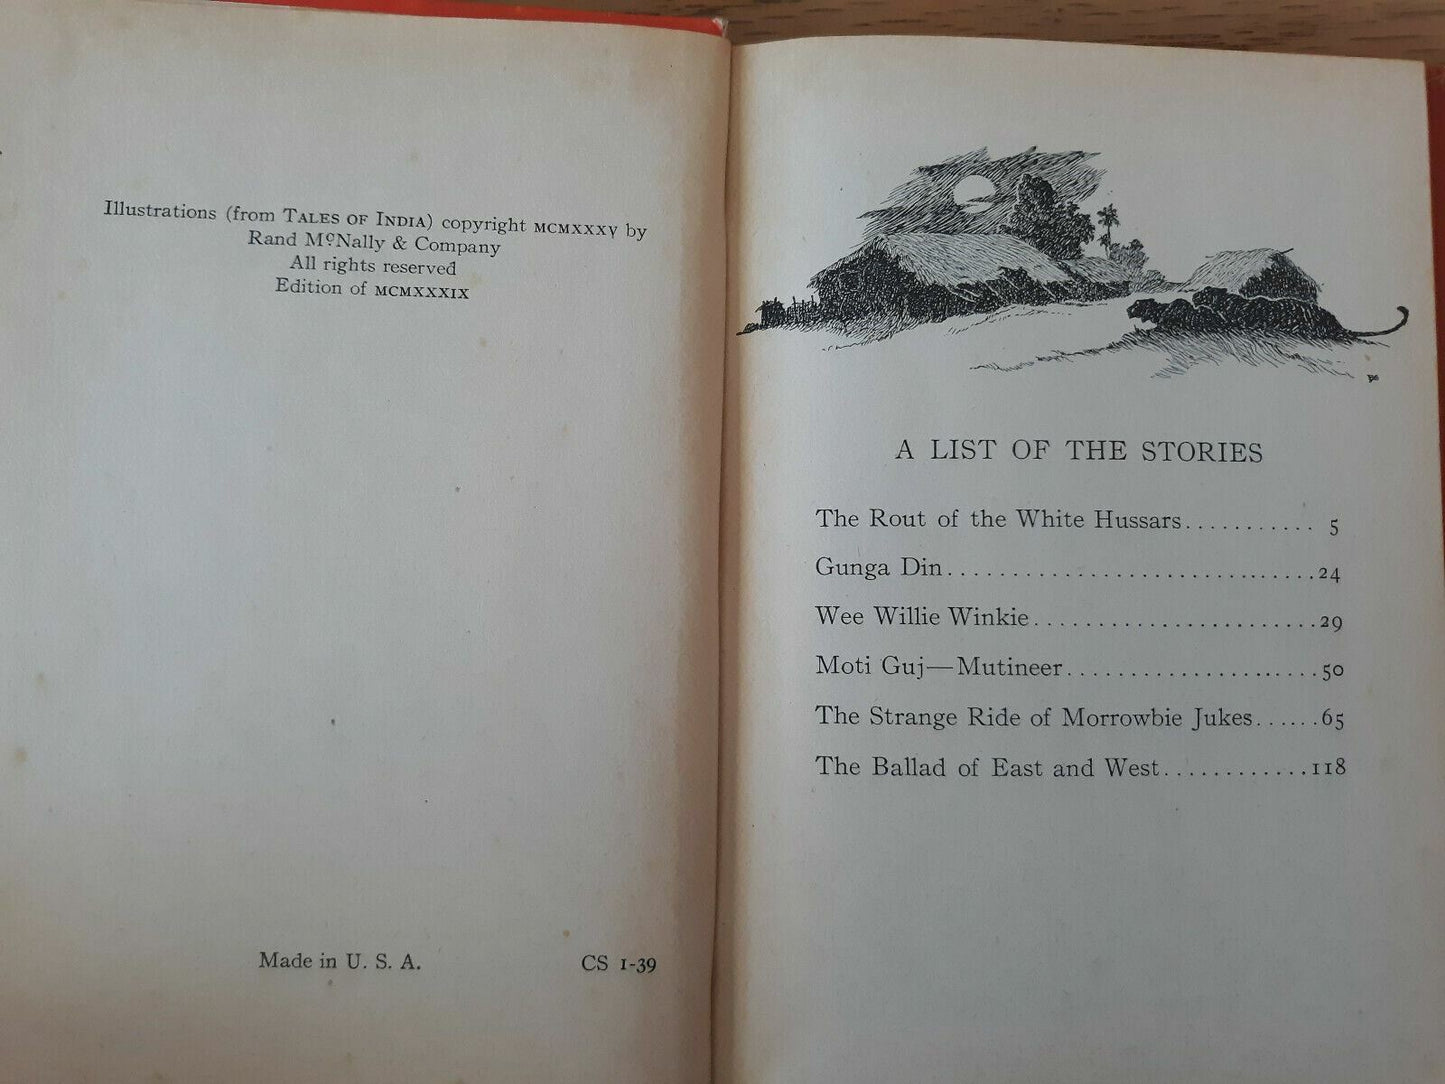 Illustrations (from TALES OF INDIA) copyright MCMXXXV by
Rand McNally & Company
All rights reserved
Edition of MCMXXXIX
Made in U. S. A.
CS 1-39
A LIST OF THE STORIES
The Rout of the White Hussars........... 5
Gunga Din.............................24
Wee Willie Winkie......................29
Moti Guj—Mutineer....................50
The Strange Ride of Morrowbie Jukes......65
The Ballad of East and West............118